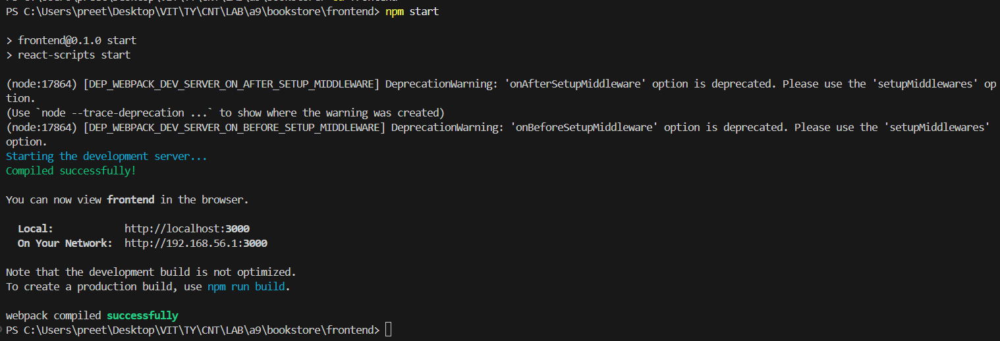 PS C:\Users\preet\Desktop\VIT\TY\CNT\LAB\a9\bookstore\frontend> npm start
> frontend@0.1.0 start
> react-scripts start
(node:17864) [DEP_WEBPACK_DEV_SERVER_ON_AFTER_SETUP_MIDDLEWARE] DeprecationWarning: 'onAfterSetupMiddleware' option is deprecated. Please use the 'setupMiddlewares' op
tion.
(Use `node --trace-deprecation ...` to show where the warning was created)
(node:17864) [DEP_WEBPACK_DEV_SERVER_ON_BEFORE_SETUP_MIDDLEWARE] DeprecationWarning: 'onBeforeSetupMiddleware' option is deprecated. Please use the 'setupMiddlewares'
option.
Starting the development server...
Compiled successfully!
You can now view frontend in the browser.
Local: http://localhost:3000
On Your Network: http://192.168.56.1:3000
Note that the development build is not optimized.
To create a production build, use npm run build.
webpack compiled successfully
PS C:\Users\preet\Desktop\VIT\TY\CNT\LAB\a9\bookstore\frontend>